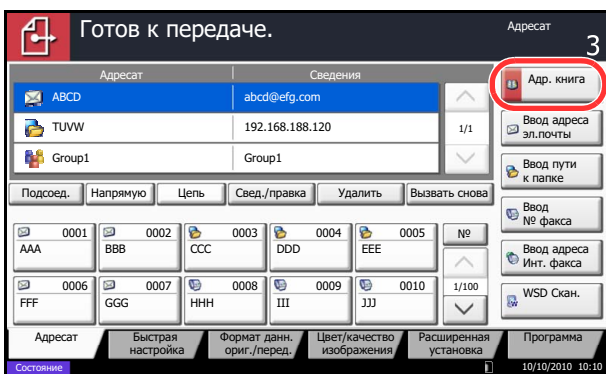 Готов к передаче.
Адресат
3
Адресат Сведения
ABCD abcd@efg.com
TUVW 192.168.188.120 1/1
Group1 Group1
Адр. книга
Ввод адреса
эл.почты
Ввод пути
к папке
Ввод
№ факса
Ввод адреса
Инт. факса
WSD Скан.
Подсоед. Напрямую Цепь Свед./правка Удалить Вызвать снова
0001 0002 0003 0004 0005 №
AAA BBB CCC DDD EEE
0006 0007 0008 0009 0010 1/100
FFF GGG HHH III JJJ
Адресат
Быстрая
настройка
Формат данн.
ориг./перед.
Цвет/качество
изображения
Расширенная
установка
Программа
Состояние 10/10/2010 10:10